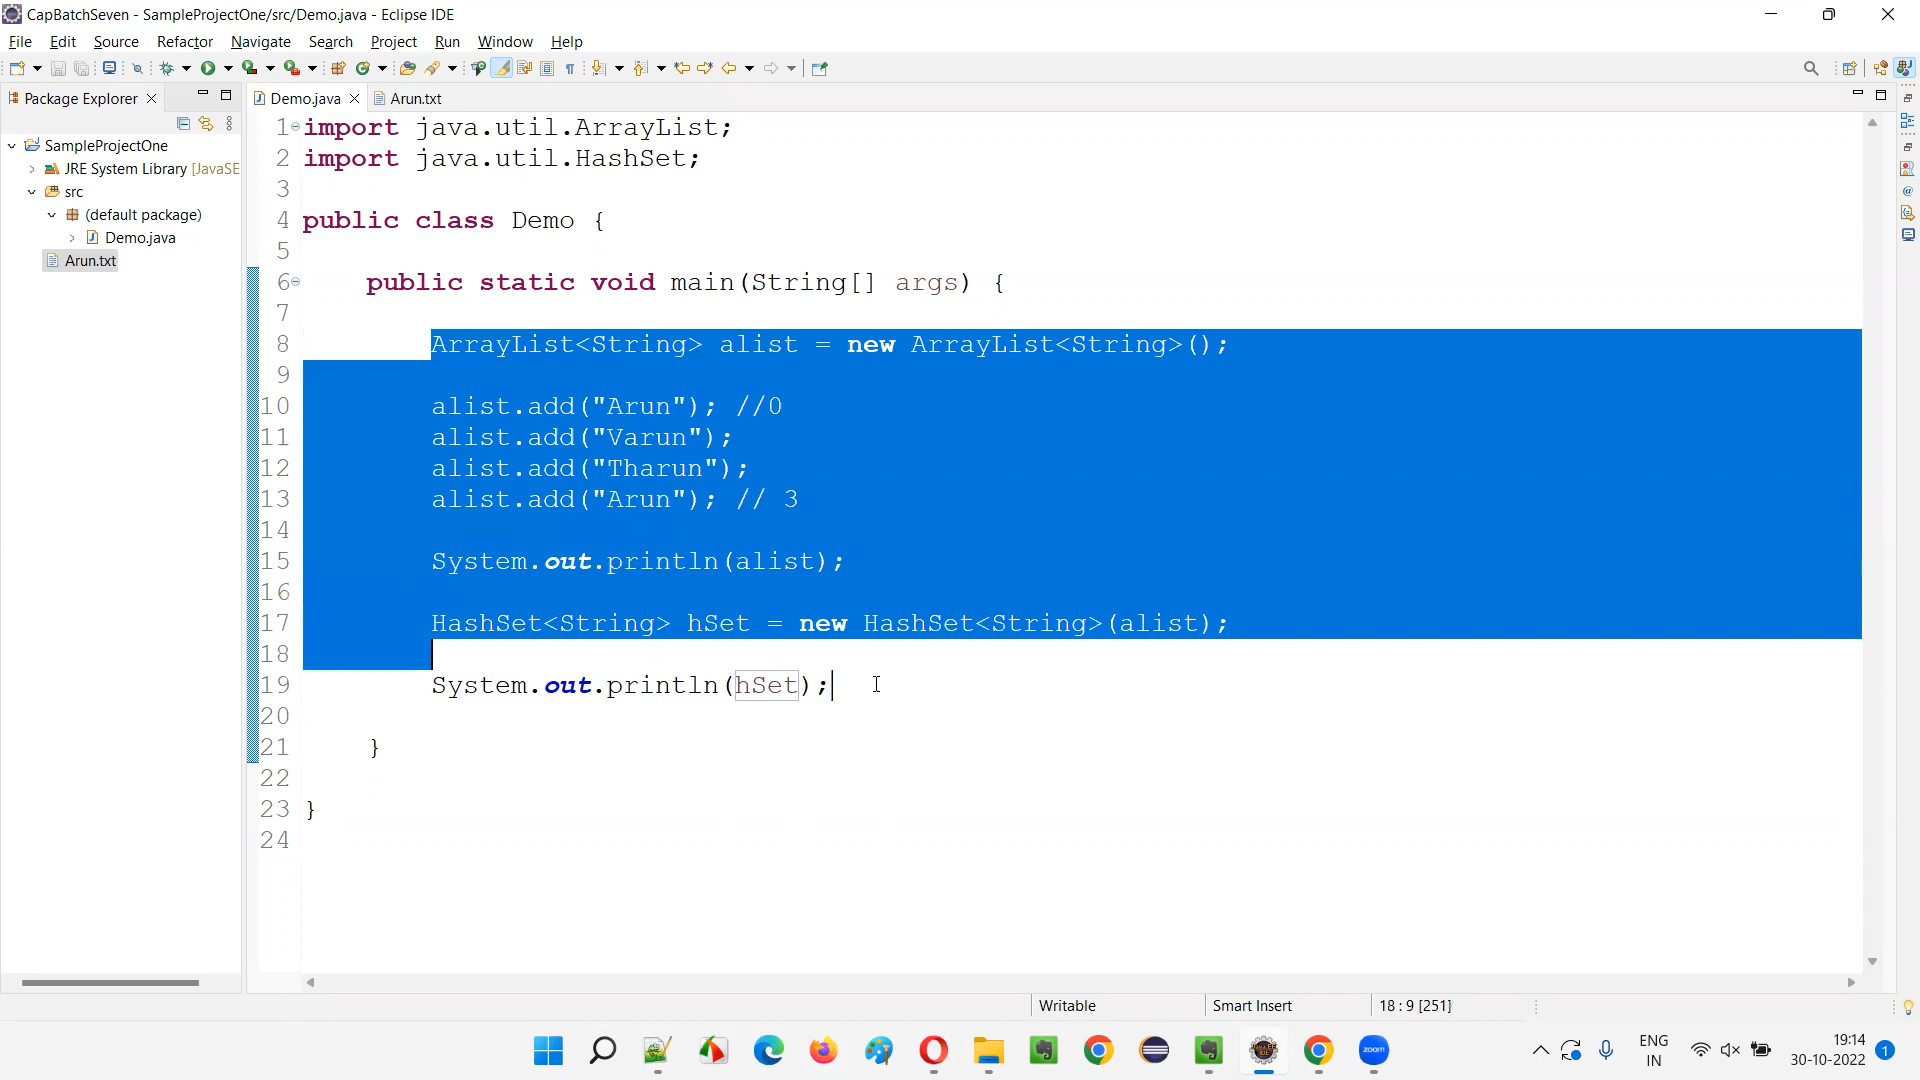 CapBatchSeven - SampleProjectOne/src/Demo.java - Eclipse IDE
File Edit Source Refactor Navigate Search Project Run Window Help
Package Explorer
Demo.java
Arun.txt
SampleProjectOne
JRE System Library [JavaSE
src
(default package)
Demo.java
Arun.txt
1 import java.util.ArrayList;
2 import java.util.HashSet;
3
4 public class Demo {
5
6 public static void main(String[] args) {
7
8 ArrayList<String> alist = new ArrayList<String>();
9
10 alist.add("Arun"); //0
11 alist.add("Varun");
12 alist.add("Tharun");
13 alist.add("Arun"); // 3
14
15 System.out.println(alist);
16
17 HashSet<String> hSet = new HashSet<String>(alist);
18
19 System.out.println(hSet);
20
21 }
22
23 }
24
Writable
Smart Insert
18 : 9 [251]
zoom
ENG
IN
19:14
30-10-2022
1